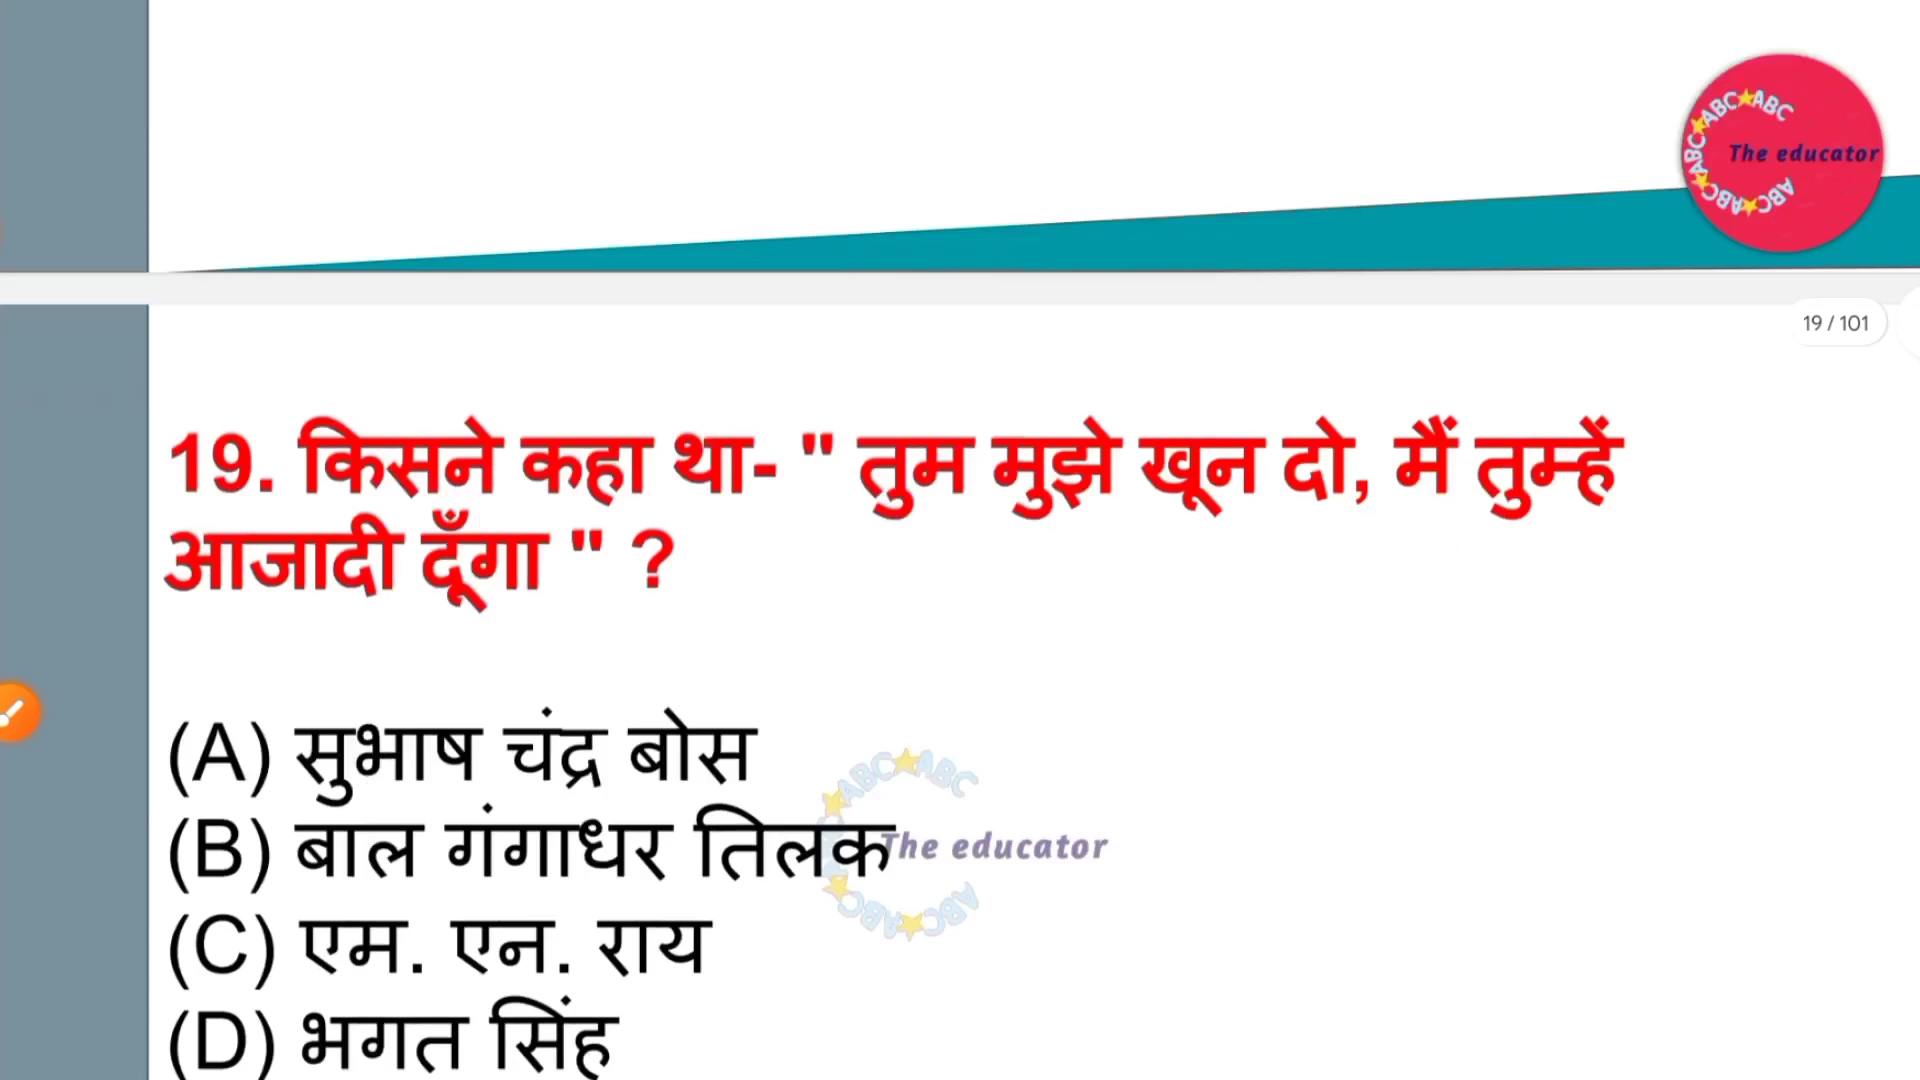 ABC★ABC★ABC★ABC★ABC★ABC
The educator
19 / 101
19. किसने कहा था- " तुम मुझे खून दो, मैं तुम्हें
आजादी दूँगा " ?
(A) सुभाष चंद्र बोस
(B) बाल गंगाधर तिलक
ABC★ABC
The educator
ABC★ABC
(C) एम. एन. राय
(D) भगत सिंह